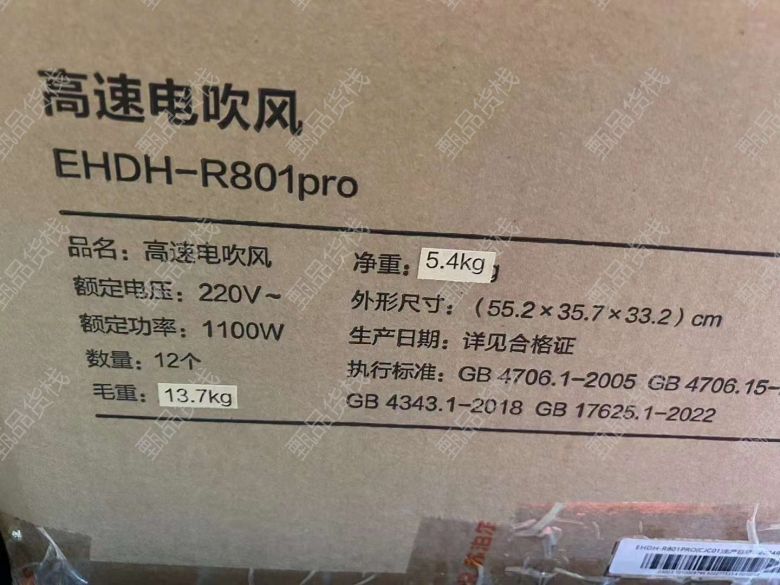 高速电吹风
EHDH-R801pro
品名：高速电吹风
额定电压：220V~
额定功率：1100W
数量：12个
毛重：13.7kg
净重：5.4kg
外形尺寸：（55.2×35.7×33.2）cm
生产日期：详见合格证
执行标准：GB 4706.1-2005 GB 4706.15-
GB 4343.1-2018 GB 17625.1-2022
甄品货栈